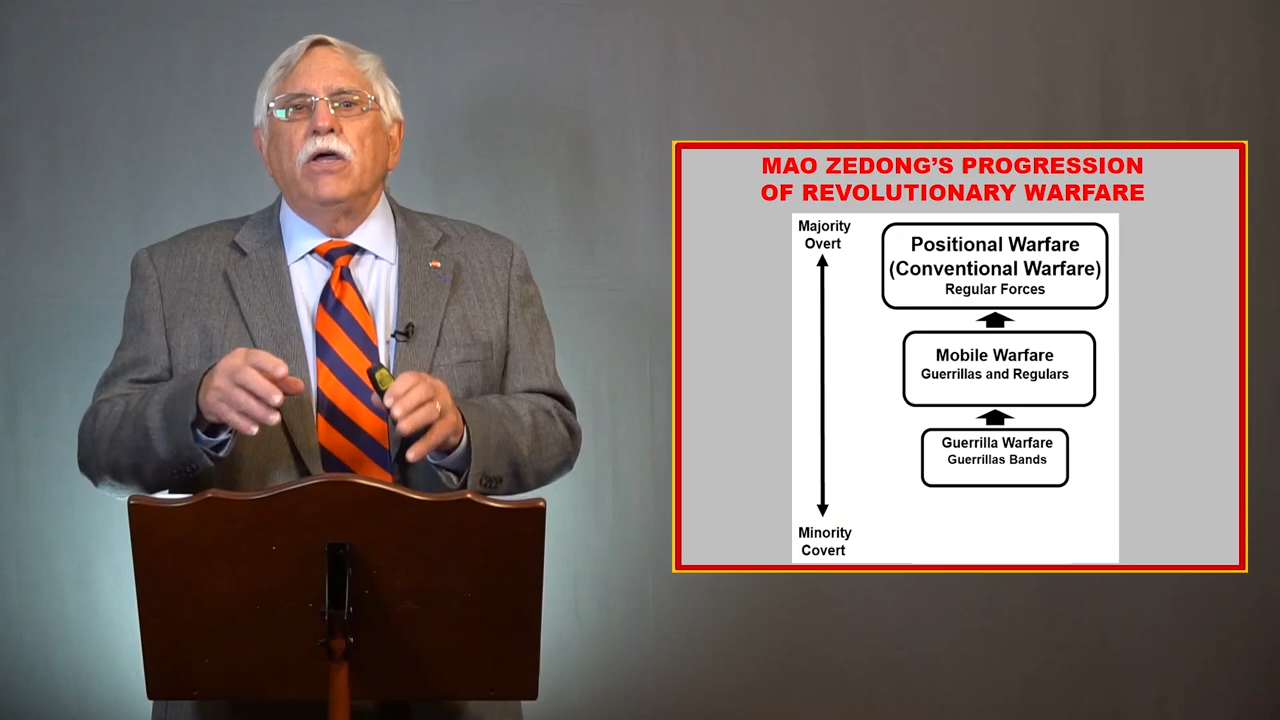 MAO ZEDONG’S PROGRESSION
OF REVOLUTIONARY WARFARE
Majority
Overt
Positional Warfare
(Conventional Warfare)
Regular Forces
Mobile Warfare
Guerrillas and Regulars
Guerrilla Warfare
Guerrillas Bands
Minority
Covert